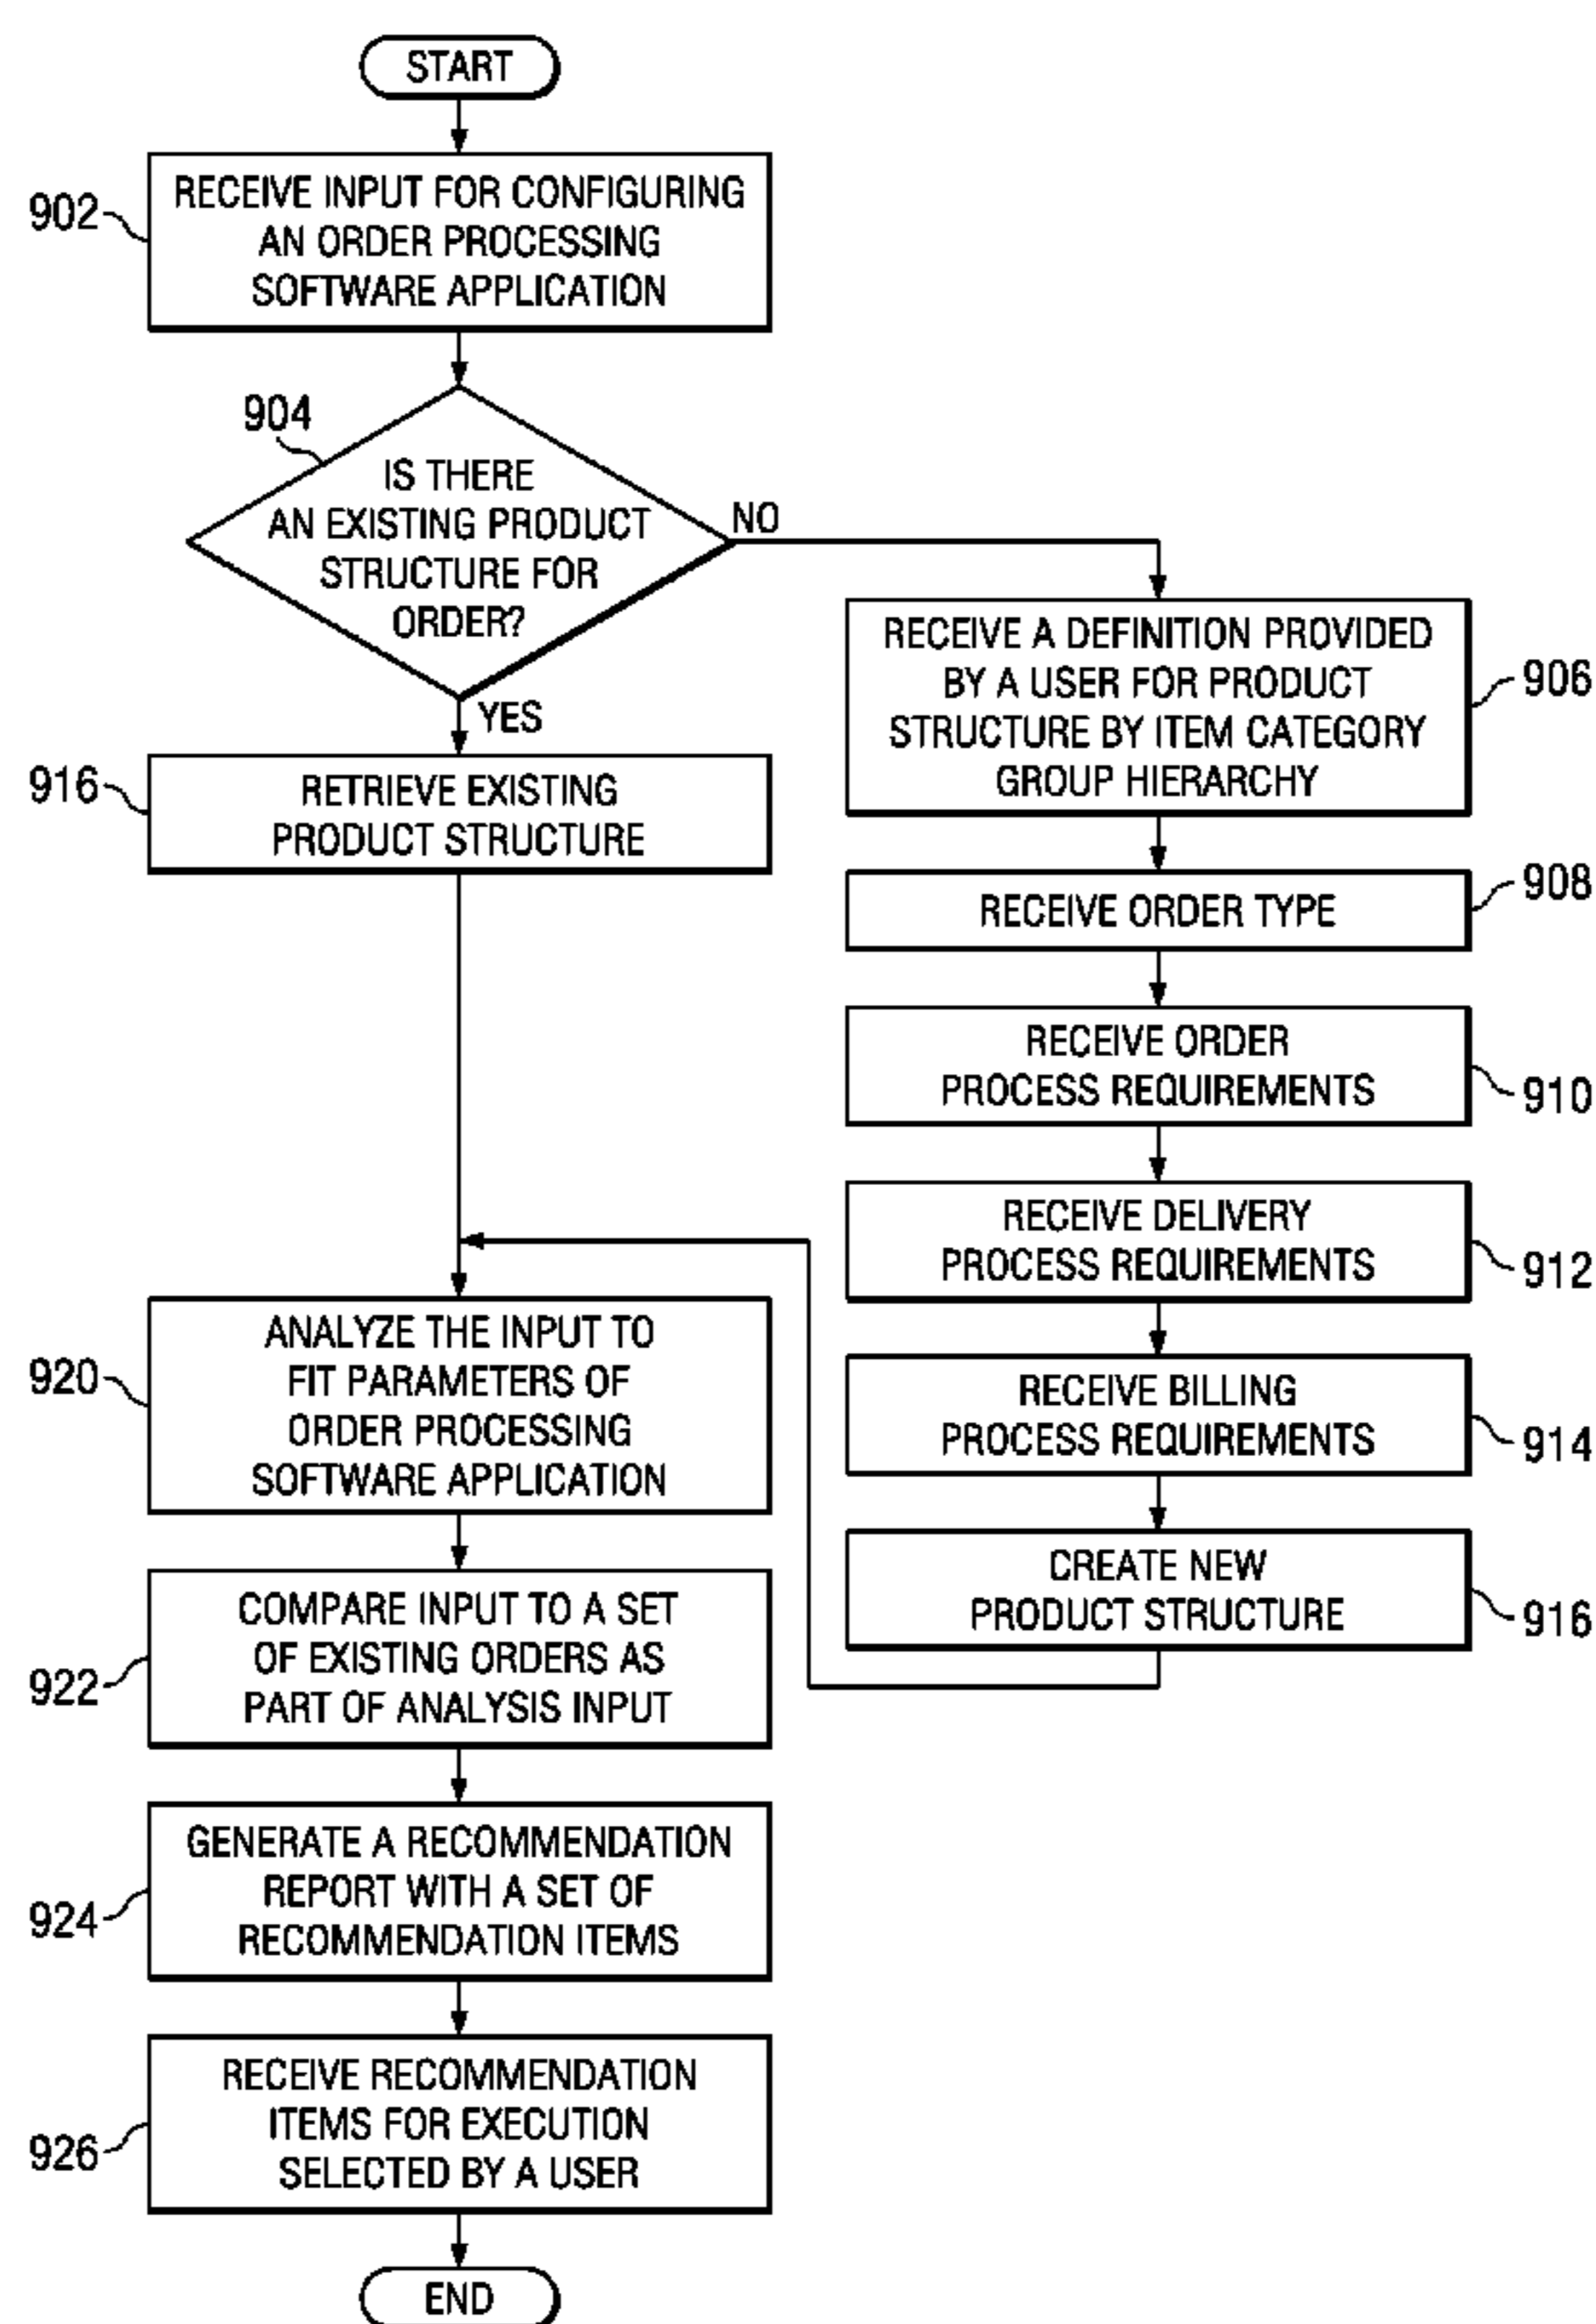 START
902
RECEIVE INPUT FOR CONFIGURING
AN ORDER PROCESSING
SOFTWARE APPLICATION
904
IS THERE
AN EXISTING PRODUCT
STRUCTURE FOR
ORDER?
NO
YES
916
RETRIEVE EXISTING
PRODUCT STRUCTURE
RECEIVE A DEFINITION PROVIDED
BY A USER FOR PRODUCT
STRUCTURE BY ITEM CATEGORY
GROUP HIERARCHY
906
RECEIVE ORDER TYPE
908
RECEIVE ORDER
PROCESS REQUIREMENTS
910
RECEIVE DELIVERY
PROCESS REQUIREMENTS
912
RECEIVE BILLING
PROCESS REQUIREMENTS
914
CREATE NEW
PRODUCT STRUCTURE
916
920
ANALYZE THE INPUT TO
FIT PARAMETERS OF
ORDER PROCESSING
SOFTWARE APPLICATION
922
COMPARE INPUT TO A SET
OF EXISTING ORDERS AS
PART OF ANALYSIS INPUT
924
GENERATE A RECOMMENDATION
REPORT WITH A SET OF
RECOMMENDATION ITEMS
926
RECEIVE RECOMMENDATION
ITEMS FOR EXECUTION
SELECTED BY A USER
END